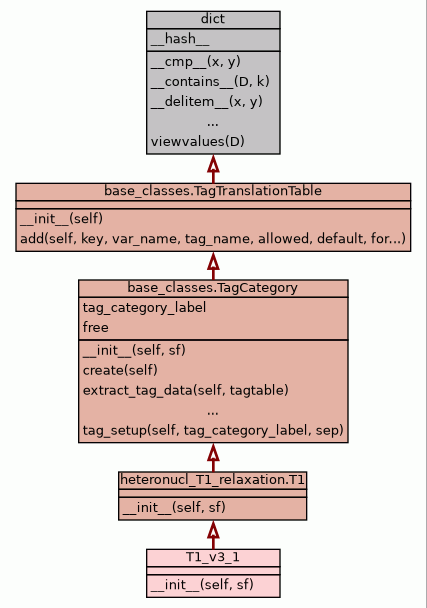 dict
__hash__
__cmp__(x, y)
__contains__(D, k)
__delitem__(x, y)
...
viewvalues(D)
base_classes.TagTranslationTable
__init__(self)
add(self, key, var_name, tag_name, allowed, default, for...)
base_classes.TagCategory
tag_category_label
free
__init__(self, sf)
create(self)
extract_tag_data(self, tagtable)
...
tag_setup(self, tag_category_label, sep)
heteronucl_T1_relaxation.T1
__init__(self, sf)
T1_v3_1
__init__(self, sf)